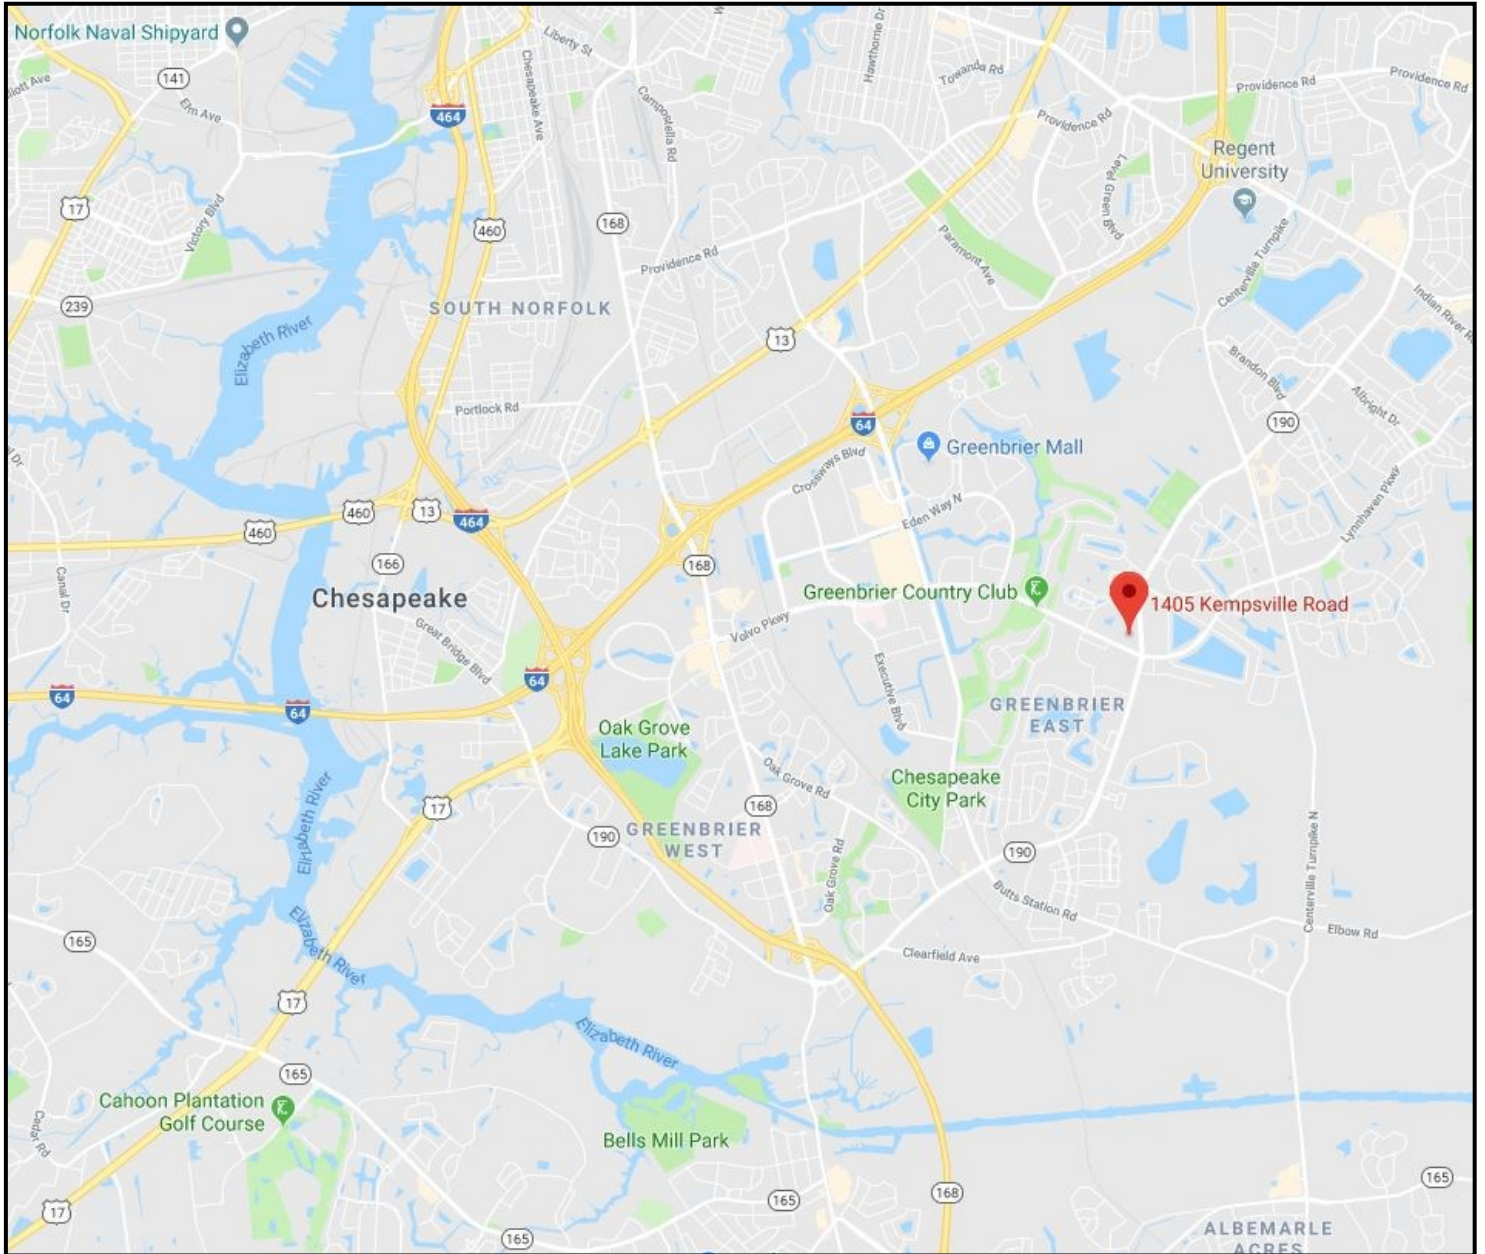 Norfolk Naval Shipyard
Liberty St
Hawthorne Dr
Towanda Rd
Providence Rd
Providence Rd
141
Elm Ave
464
Chesapeake Ave
Campostella Rd
Providence Rd
Level Green Blvd
Regent
University
17
Victory Blvd
460
168
Providence Rd
Paramont Ave
Centerville Turnpike
239
SOUTH NORFOLK
Elizabeth River
13
Indian River R
Brandon Blvd
Albright Dr
Portlock Rd
64
190
Greenbrier Mall
Crossways Blvd
Lynnhaven Pkwy
460
460
13
464
Eden Way N
166
168
Canal Dr
Chesapeake
Greenbrier Country Club
1405 Kempsville Road
Great Bridge Blvd
Volvo Pkwy
Executive Blvd
64
64
64
GREENBRIER
EAST
Oak Grove
Lake Park
Oak Grove Rd
Chesapeake
City Park
17
168
Elizabeth River
190
GREENBRIER
WEST
Oak Grove Rd
190
Butts Station Rd
Centerville Turnpike N
165
Elizabeth River
Clearfield Ave
Elbow Rd
17
Elizabeth River
165
Cahoon Plantation
Golf Course
Cedar Rd
Bells Mill Park
17
165
168
165
165
ALBEMARLE
ACRES